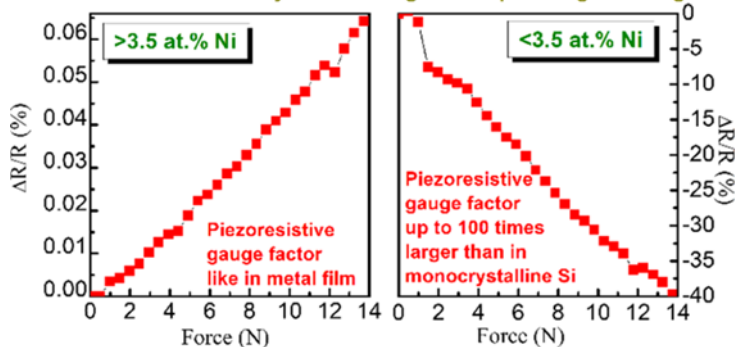 >3.5 at.% Ni
Piezoresistive
gauge factor
like in metal film
ΔR/R (%)
0.06
0.05
0.04
0.03
0.02
0.01
0.00
0 2 4 6 8 10 12 14
Force (N)
<3.5 at.% Ni
Piezoresistive
gauge factor
up to 100 times
larger than in
monocrystalline Si
0
-5
-10
-15
-20
-25
-30
-35
-40
ΔR/R (%)
0 2 4 6 8 10 12 14
Force (N)